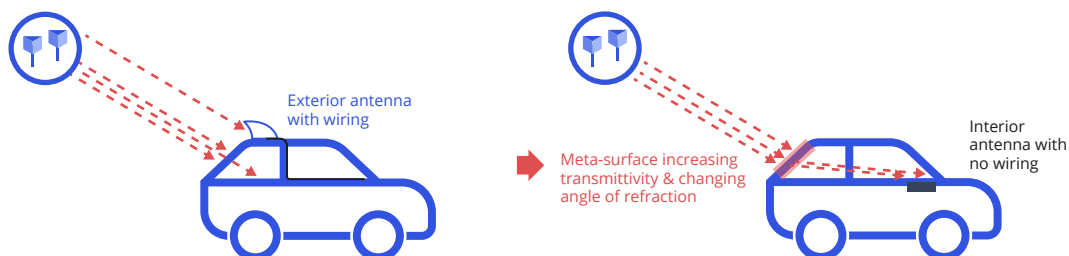 Exterior antenna
with wiring
Meta-surface increasing
transmittivity & changing
angle of refraction
Interior
antenna with
no wiring